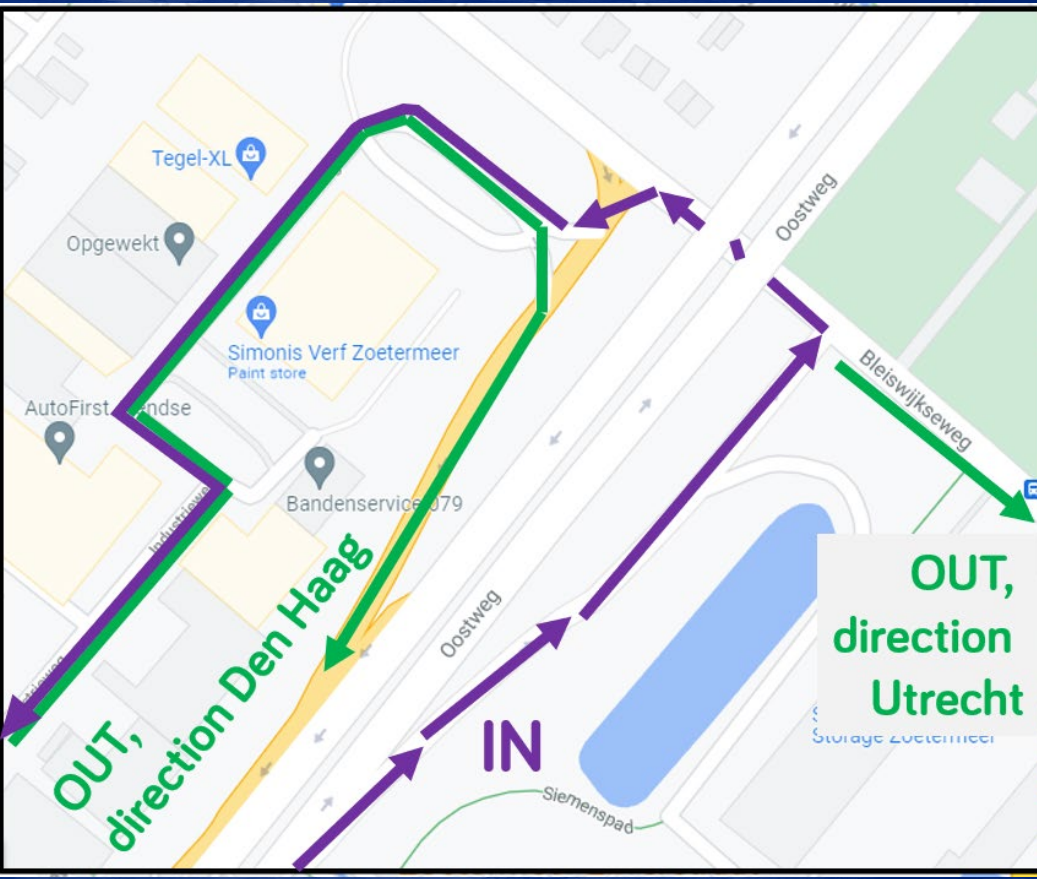 Tegel-XL
Oostweg
Opgewekt
Simonis Verf Zoetermeer
Paint store
Bleiswijkseweg
AutoFirst
Bandenservice 079
OUT,
direction Den Haag
Oostweg
OUT,
direction
Utrecht
IN
Storage Zoetermeer
Siemenspad